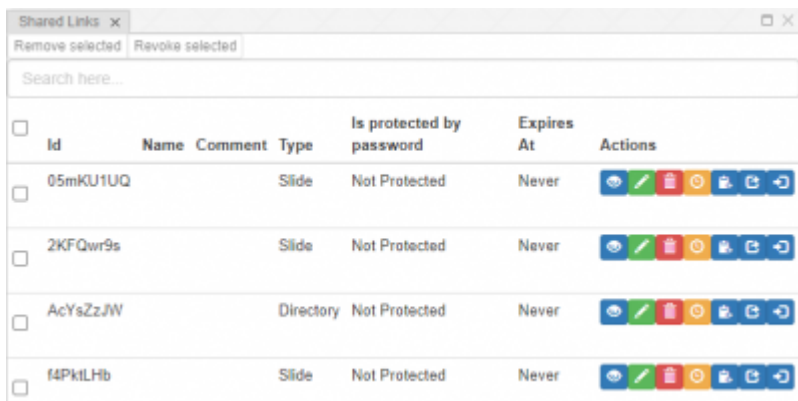 Shared Links
Remove selected Revoke selected
Search here...
Id Name Comment Type Is protected by password Expires At Actions
05mKU1UQ Slide Not Protected Never
2KFQwr9s Slide Not Protected Never
AcYsZzJW Directory Not Protected Never
f4PktLHb Slide Not Protected Never